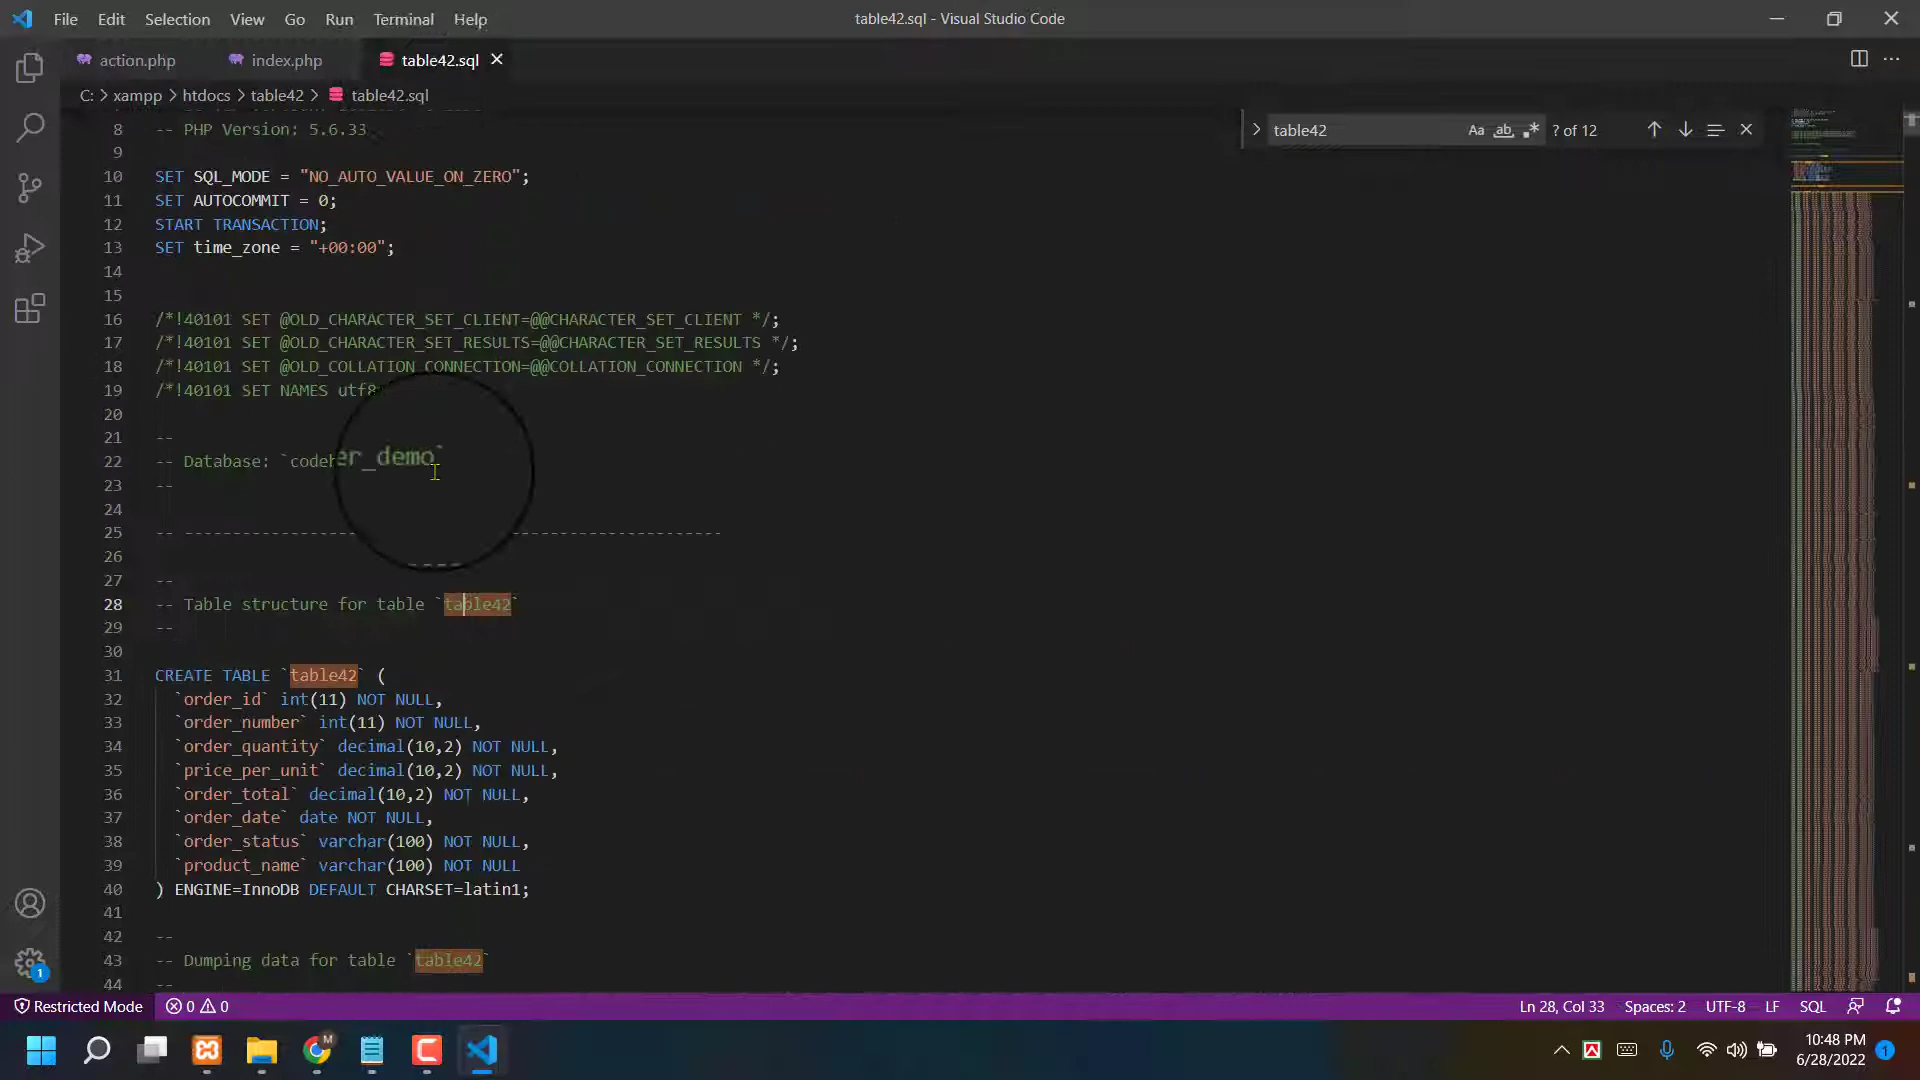 File Edit Selection View Go Run Terminal Help
table42.sql - Visual Studio Code
action.php index.php table42.sql
C: > xampp > htdocs > table42 > table42.sql
table42 Aa ab .* ? of 12
8 -- PHP Version: 5.6.33
9
10 SET SQL_MODE = "NO_AUTO_VALUE_ON_ZERO";
11 SET AUTOCOMMIT = 0;
12 START TRANSACTION;
13 SET time_zone = "+00:00";
14
15
16 /*!40101 SET @OLD_CHARACTER_SET_CLIENT=@@CHARACTER_SET_CLIENT */;
17 /*!40101 SET @OLD_CHARACTER_SET_RESULTS=@@CHARACTER_SET_RESULTS */;
18 /*!40101 SET @OLD_COLLATION_CONNECTION=@@COLLATION_CONNECTION */;
19 /*!40101 SET NAMES utf8
20
21 --
22 -- Database: `codeh er_demo`
23 --
24
25 -- --------------------------------------------------------
26
27 --
28 -- Table structure for table `table42`
29 --
30
31 CREATE TABLE `table42` (
32 `order_id` int(11) NOT NULL,
33 `order_number` int(11) NOT NULL,
34 `order_quantity` decimal(10,2) NOT NULL,
35 `price_per_unit` decimal(10,2) NOT NULL,
36 `order_total` decimal(10,2) NOT NULL,
37 `order_date` date NOT NULL,
38 `order_status` varchar(100) NOT NULL,
39 `product_name` varchar(100) NOT NULL
40 ) ENGINE=InnoDB DEFAULT CHARSET=latin1;
41
42 --
43 -- Dumping data for table `table42`
44 --
1
Restricted Mode 0 0 Ln 28, Col 33 Spaces: 2 UTF-8 LF SQL
M
10:48 PM
6/28/2022
1